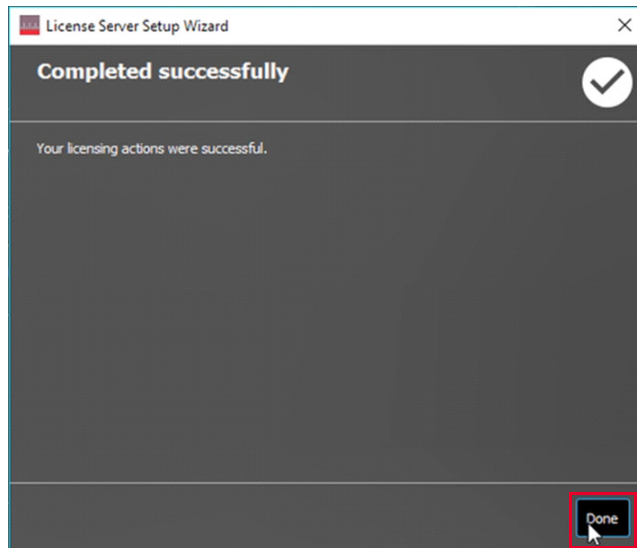 License Server Setup Wizard
Completed successfully
Your licensing actions were successful.
Done